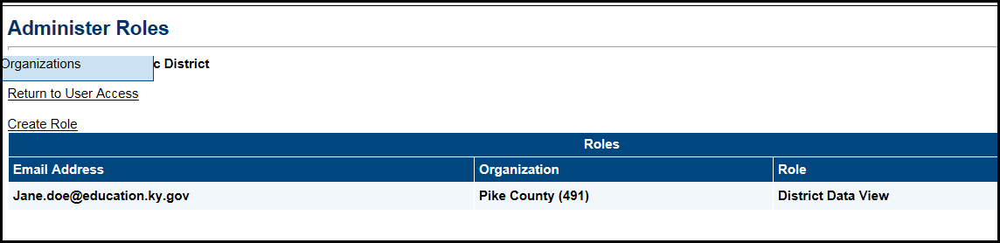 Administer Roles
Organizations c District
Return to User Access
Create Role
Roles
Email Address Organization Role
Jane.doe@education.ky.gov Pike County (491) District Data View